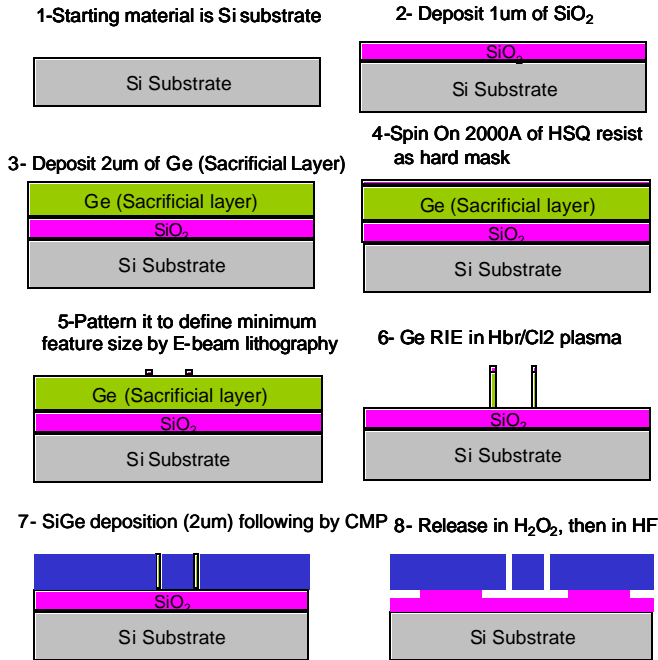 1-Starting material is Si substrate
Si Substrate
2- Deposit 1um of SiO₂
SiO₂
Si Substrate
3- Deposit 2um of Ge (Sacrificial Layer)
Ge (Sacrificial layer)
SiO₂
Si Substrate
4-Spin On 2000A of HSQ resist
as hard mask
Ge (Sacrificial layer)
SiO₂
Si Substrate
5-Pattern it to define minimum
feature size by E-beam lithography
Ge (Sacrificial layer)
SiO₂
Si Substrate
6- Ge RIE in Hbr/Cl2 plasma
SiO₂
Si Substrate
7- SiGe deposition (2um) following by CMP
SiO₂
Si Substrate
8- Release in H₂O₂, then in HF
Si Substrate